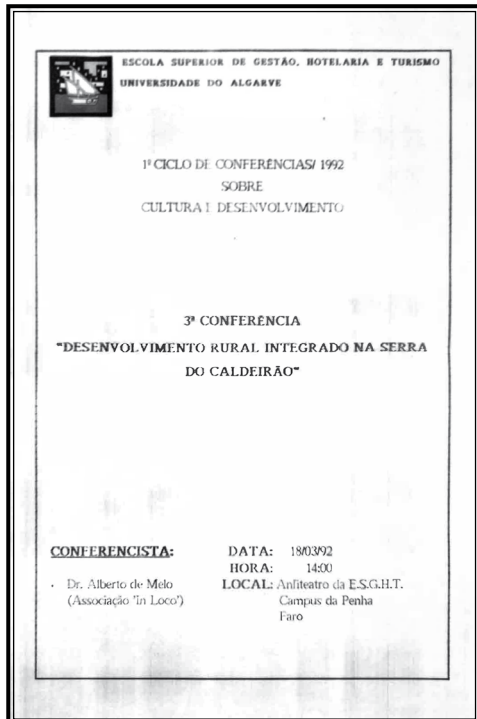 ESCOLA SUPERIOR DE GESTÃO, HOTELARIA E TURISMO
UNIVERSIDADE DO ALGARVE
1º CICLO DE CONFERÊNCIAS/ 1992
SOBRE
CULTURA E DESENVOLVIMENTO
3ª CONFERÊNCIA
"DESENVOLVIMENTO RURAL INTEGRADO NA SERRA
DO CALDEIRÃO"
CONFERENCISTA:
- Dr. Alberto de Melo
(Associação 'In Loco')
DATA: 18/03/92
HORA: 14:00
LOCAL: Anfiteatro da E.S.G.H.T.
Campus da Penha
Faro